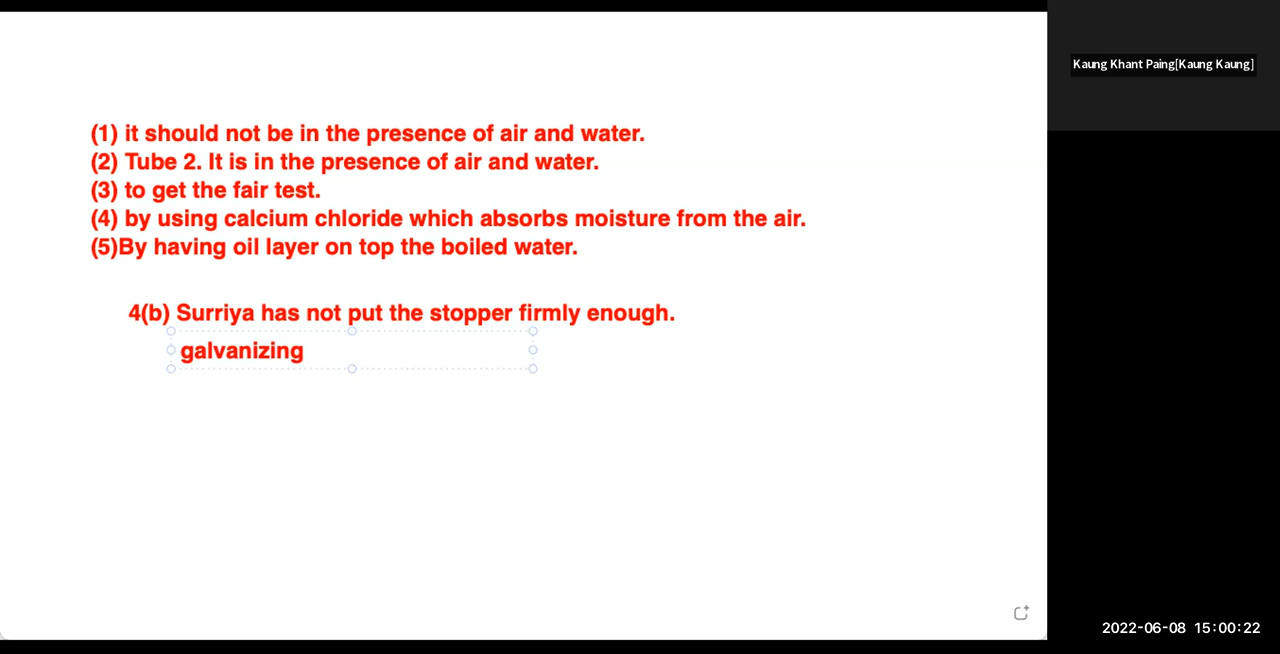 Kaung Khant Paing[Kaung Kaung]
(1) it should not be in the presence of air and water.
(2) Tube 2. It is in the presence of air and water.
(3) to get the fair test.
(4) by using calcium chloride which absorbs moisture from the air.
(5)By having oil layer on top the boiled water.
4(b) Surriya has not put the stopper firmly enough.
galvanizing
2022-06-08 15:00:22